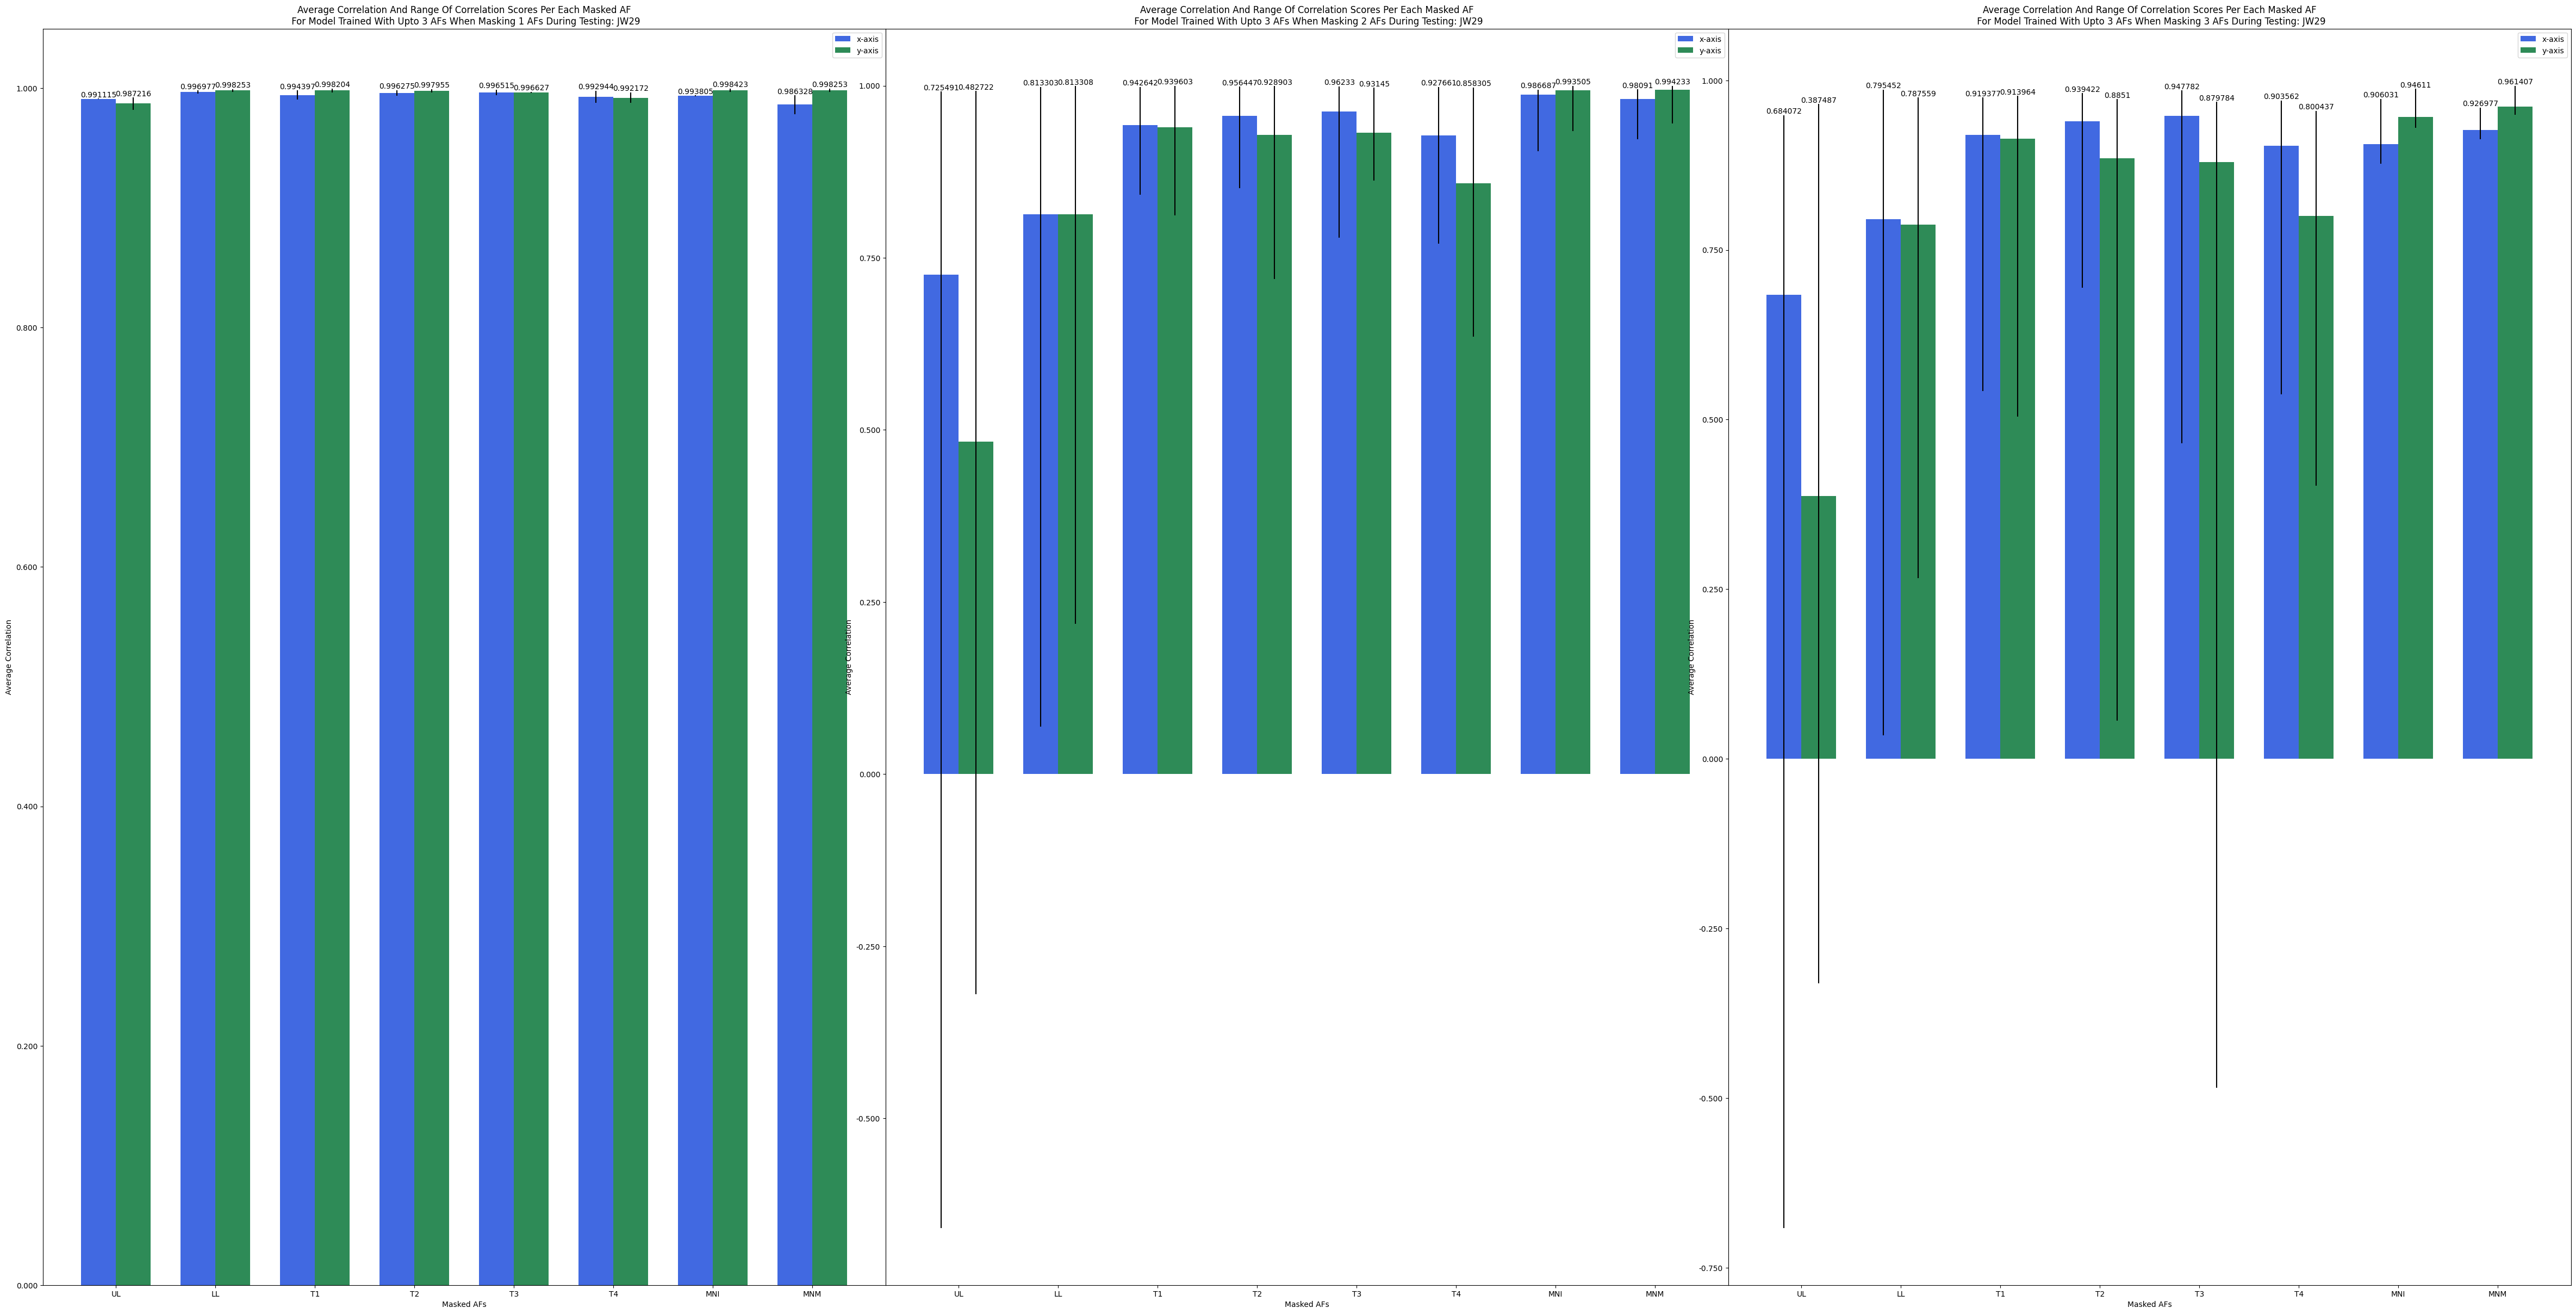 Average Correlation And Range Of Correlation Scores Per Each Masked AF
For Model Trained With Upto 3 AFs When Masking 1 AFs During Testing: JW29
x-axis
y-axis
1.000
0.800
0.600
0.400
0.200
0.000
Average Correlation
0.991115
0.987216
0.996977
0.998253
0.994397
0.998204
0.996275
0.997955
0.996515
0.996627
0.992944
0.992172
0.993805
0.998423
0.986328
0.998253
UL
LL
T1
T2
T3
T4
MNI
MNM
Masked AFs
Average Correlation And Range Of Correlation Scores Per Each Masked AF
For Model Trained With Upto 3 AFs When Masking 2 AFs During Testing: JW29
x-axis
y-axis
1.000
0.750
0.500
0.250
0.000
-0.250
-0.500
Average Correlation
0.725491
0.482722
0.813303
0.813308
0.942642
0.939603
0.956447
0.928903
0.96233
0.93145
0.927661
0.858305
0.986687
0.993505
0.98091
0.994233
UL
LL
T1
T2
T3
T4
MNI
MNM
Masked AFs
Average Correlation And Range Of Correlation Scores Per Each Masked AF
For Model Trained With Upto 3 AFs When Masking 3 AFs During Testing: JW29
x-axis
y-axis
1.000
0.750
0.500
0.250
0.000
-0.250
-0.500
-0.750
Average Correlation
0.684072
0.387487
0.795452
0.787559
0.919377
0.913964
0.939422
0.8851
0.947782
0.879784
0.903562
0.800437
0.906031
0.94611
0.926977
0.961407
UL
LL
T1
T2
T3
T4
MNI
MNM
Masked AFs